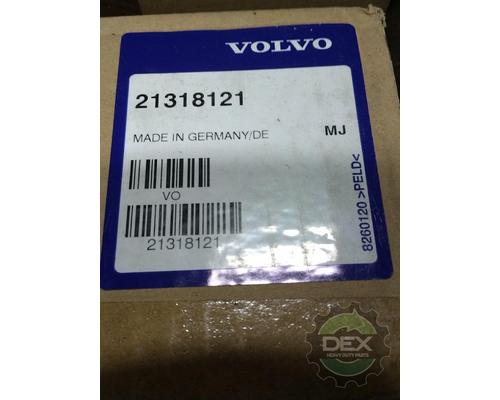 VOLVO
21318121
MADE IN GERMANY/DE MJ
VO
21318121
8260120 >PELD<
DEX
HEAVY DUTY PARTS